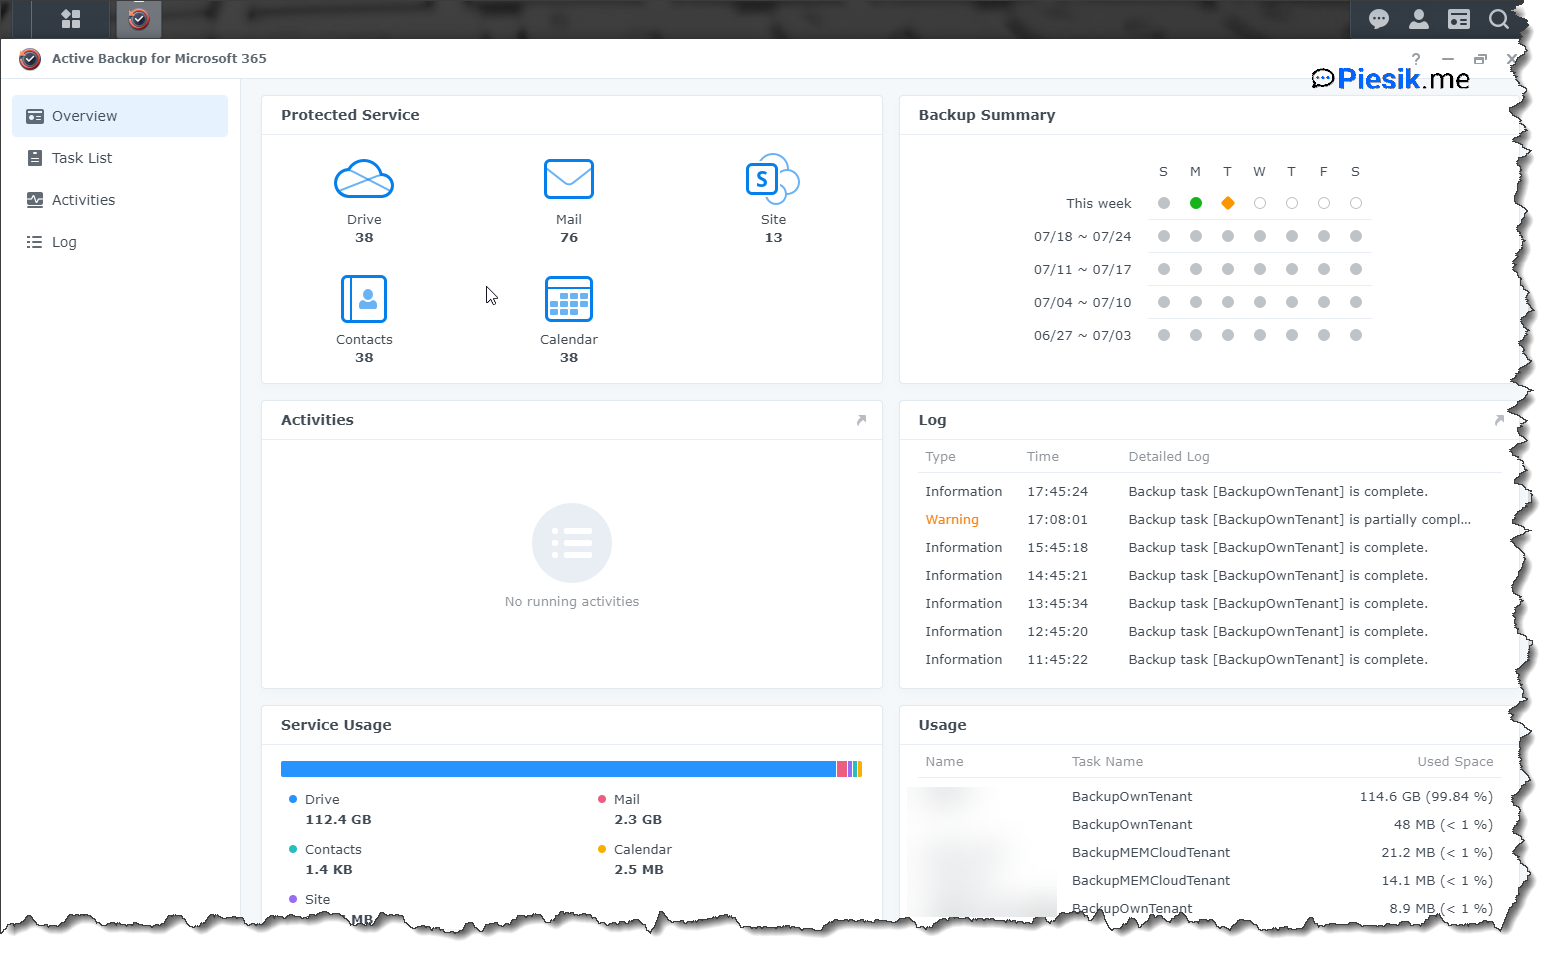 Active Backup for Microsoft 365
?
Piesik.me
Overview
Task List
Activities
Log
Protected Service
Drive
38
Mail
76
S
Site
13
Contacts
38
Calendar
38
Backup Summary
S M T W T F S
This week
07/18 ~ 07/24
07/11 ~ 07/17
07/04 ~ 07/10
06/27 ~ 07/03
Activities
No running activities
Log
Type Time Detailed Log
Information 17:45:24 Backup task [BackupOwnTenant] is complete.
Warning 17:08:01 Backup task [BackupOwnTenant] is partially compl...
Information 15:45:18 Backup task [BackupOwnTenant] is complete.
Information 14:45:21 Backup task [BackupOwnTenant] is complete.
Information 13:45:34 Backup task [BackupOwnTenant] is complete.
Information 12:45:20 Backup task [BackupOwnTenant] is complete.
Information 11:45:22 Backup task [BackupOwnTenant] is complete.
Service Usage
Drive
112.4 GB
Mail
2.3 GB
Contacts
1.4 KB
Calendar
2.5 MB
Site
MB
Usage
Name Task Name Used Space
BackupOwnTenant 114.6 GB (99.84 %)
BackupOwnTenant 48 MB (< 1 %)
BackupMEMCloudTenant 21.2 MB (< 1 %)
BackupMEMCloudTenant 14.1 MB (< 1 %)
BackupOwnTenant 8.9 MB (< 1 %)